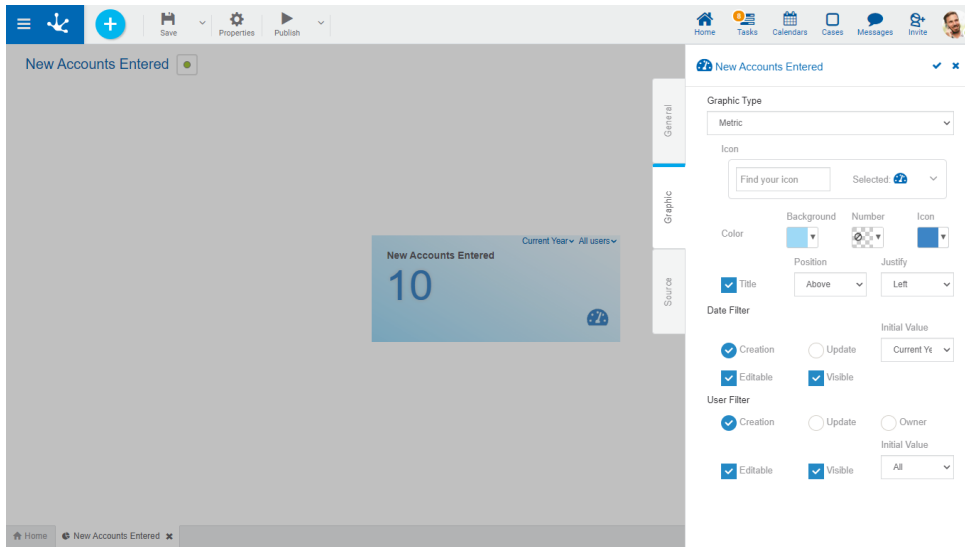 Save
Properties
Publish
Home
6
Tasks
Calendars
Cases
Messages
Invite
New Accounts Entered
Current Year All users
New Accounts Entered
10
General
Graphic
Source
New Accounts Entered
Graphic Type
Metric
Icon
Find your icon Selected:
Background Number Icon
Color
Position Justify
Title Above Left
Date Filter
Initial Value
Creation Update Current Ye
Editable Visible
User Filter
Creation Update Owner
Initial Value
Editable Visible All
Home New Accounts Entered